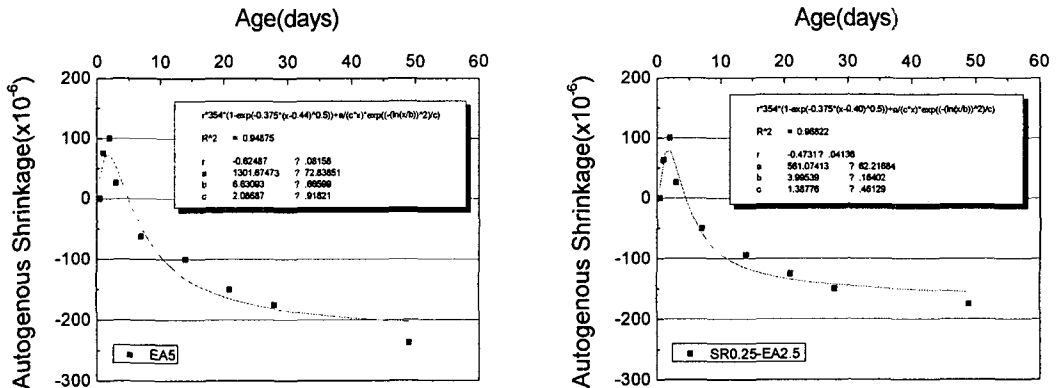 Age(days)
0 10 20 30 40 50 60
200
100
0
-100
-200
-300
Autogenous Shrinkage(x10^-6)
r*354*(1-exp(-0.375*(x-0.44)^0.5))+a/(c*x)*exp((-(ln(x/b))^2)/c)
R^2 = 0.94875
r -0.62487 ? .08158
a 1301.67473 ? 72.83851
b 6.63093 ? .86599
c 2.08687 ? .91821
EA5
Age(days)
0 10 20 30 40 50 60
200
100
0
-100
-200
-300
Autogenous Shrinkage(x10^-6)
r*354*(1-exp(-0.375*(x-0.40)^0.5))+a/(c*x)*exp((-(ln(x/b))^2)/c)
R^2 = 0.96822
r -0.4731 ? .04136
a 561.07413 ? 62.21684
b 3.99539 ? .18402
c 1.38776 ? .46129
SR0.25-EA2.5